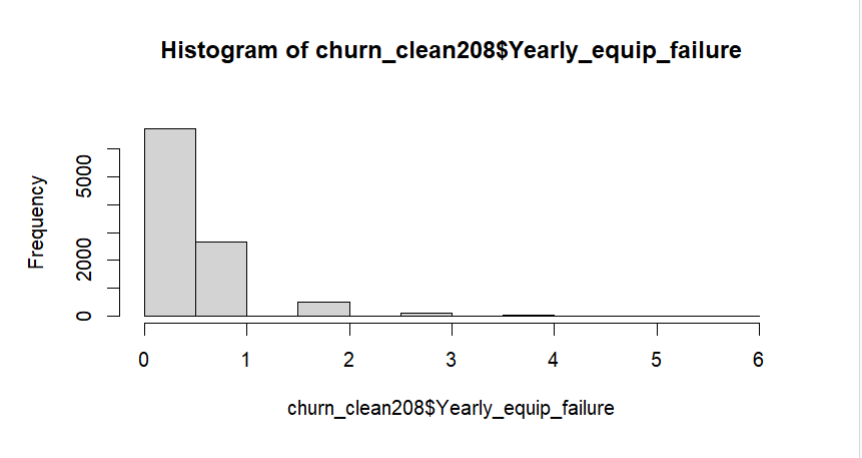 Histogram of churn_clean208$Yearly_equip_failure
Frequency
5000
2000
0
0 1 2 3 4 5 6
churn_clean208$Yearly_equip_failure